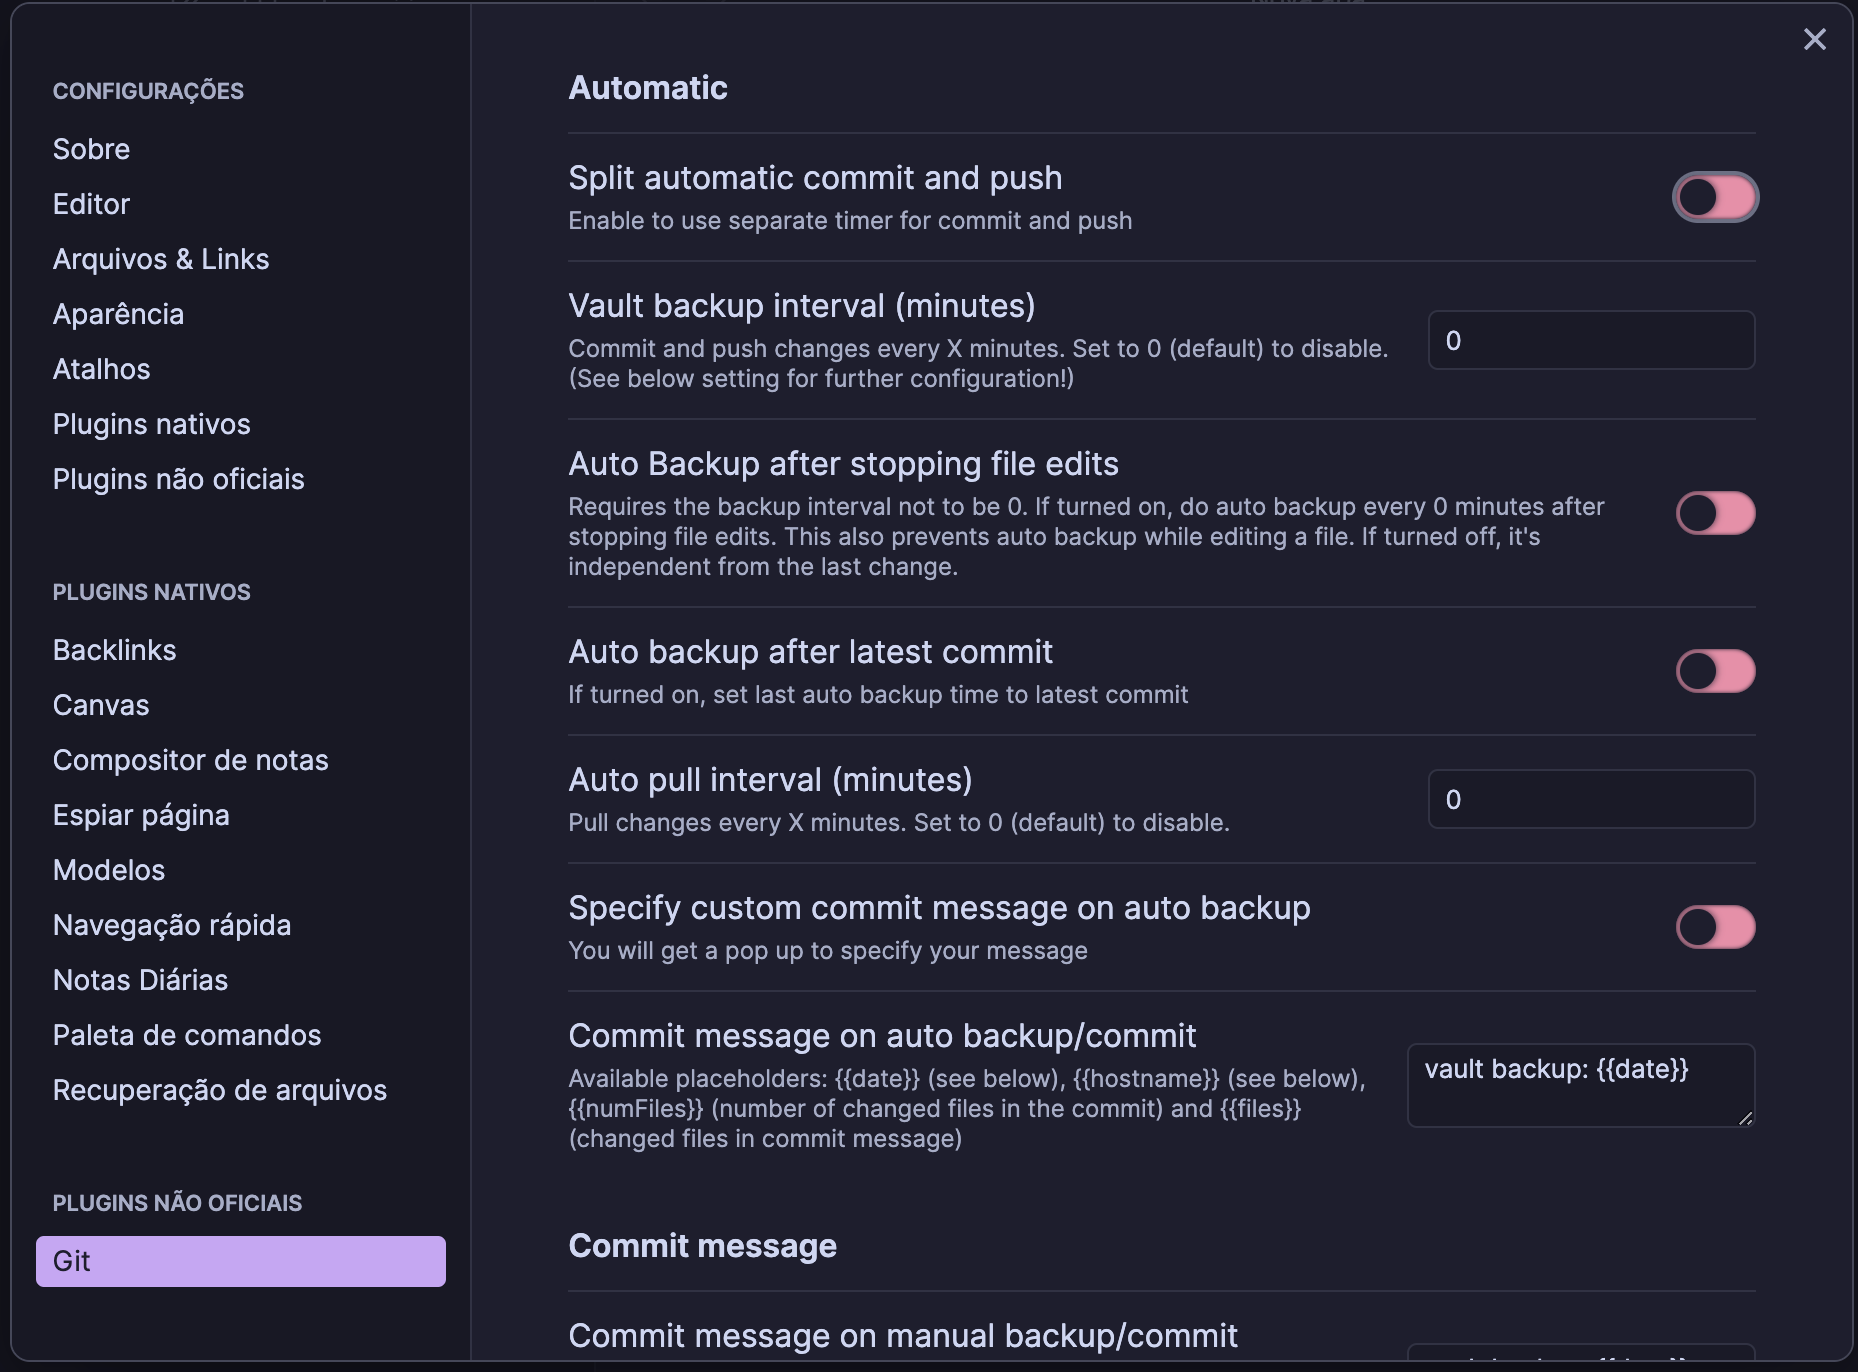 CONFIGURAÇÕES
Sobre
Editor
Arquivos & Links
Aparência
Atalhos
Plugins nativos
Plugins não oficiais
PLUGINS NATIVOS
Backlinks
Canvas
Compositor de notas
Espiar página
Modelos
Navegação rápida
Notas Diárias
Paleta de comandos
Recuperação de arquivos
PLUGINS NÃO OFICIAIS
Git
Automatic
Split automatic commit and push
Enable to use separate timer for commit and push
Vault backup interval (minutes)
Commit and push changes every X minutes. Set to 0 (default) to disable.
(See below setting for further configuration!)
0
Auto Backup after stopping file edits
Requires the backup interval not to be 0. If turned on, do auto backup every 0 minutes after
stopping file edits. This also prevents auto backup while editing a file. If turned off, it's
independent from the last change.
Auto backup after latest commit
If turned on, set last auto backup time to latest commit
Auto pull interval (minutes)
Pull changes every X minutes. Set to 0 (default) to disable.
0
Specify custom commit message on auto backup
You will get a pop up to specify your message
Commit message on auto backup/commit
Available placeholders: {{date}} (see below), {{hostname}} (see below),
{{numFiles}} (number of changed files in the commit) and {{files}}
(changed files in commit message)
vault backup: {{date}}
Commit message
Commit message on manual backup/commit